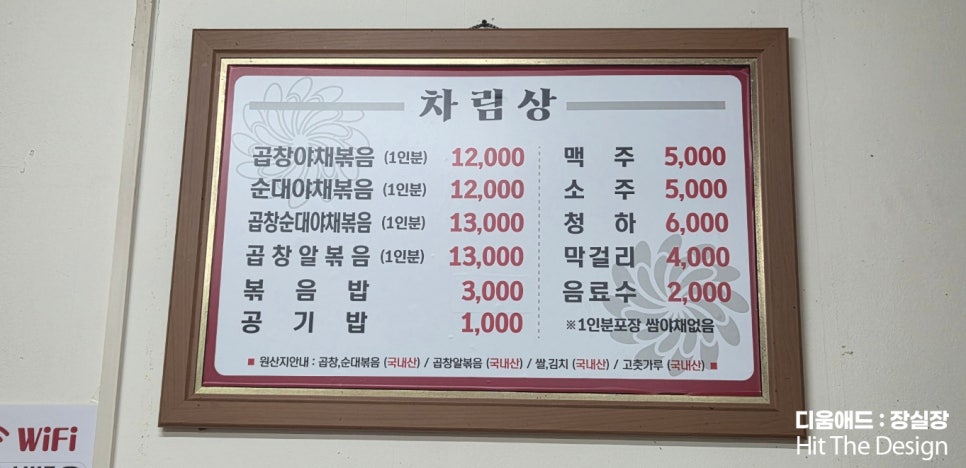 차림상
곱창야채볶음 (1인분) 12,000
순대야채볶음 (1인분) 12,000
곱창순대야채볶음 (1인분) 13,000
곱창알볶음 (1인분) 13,000
볶음밥 3,000
공기밥 1,000
맥주 5,000
소주 5,000
청하 6,000
막걸리 4,000
음료수 2,000
※1인분포장 쌈야채없음
■ 원산지안내 : 곱창,순대볶음 (국내산) / 곱창알볶음 (국내산) / 쌀,김치 (국내산) / 고춧가루 (국내산) ■
WiFi
디움애드 : 장실장
Hit The Design